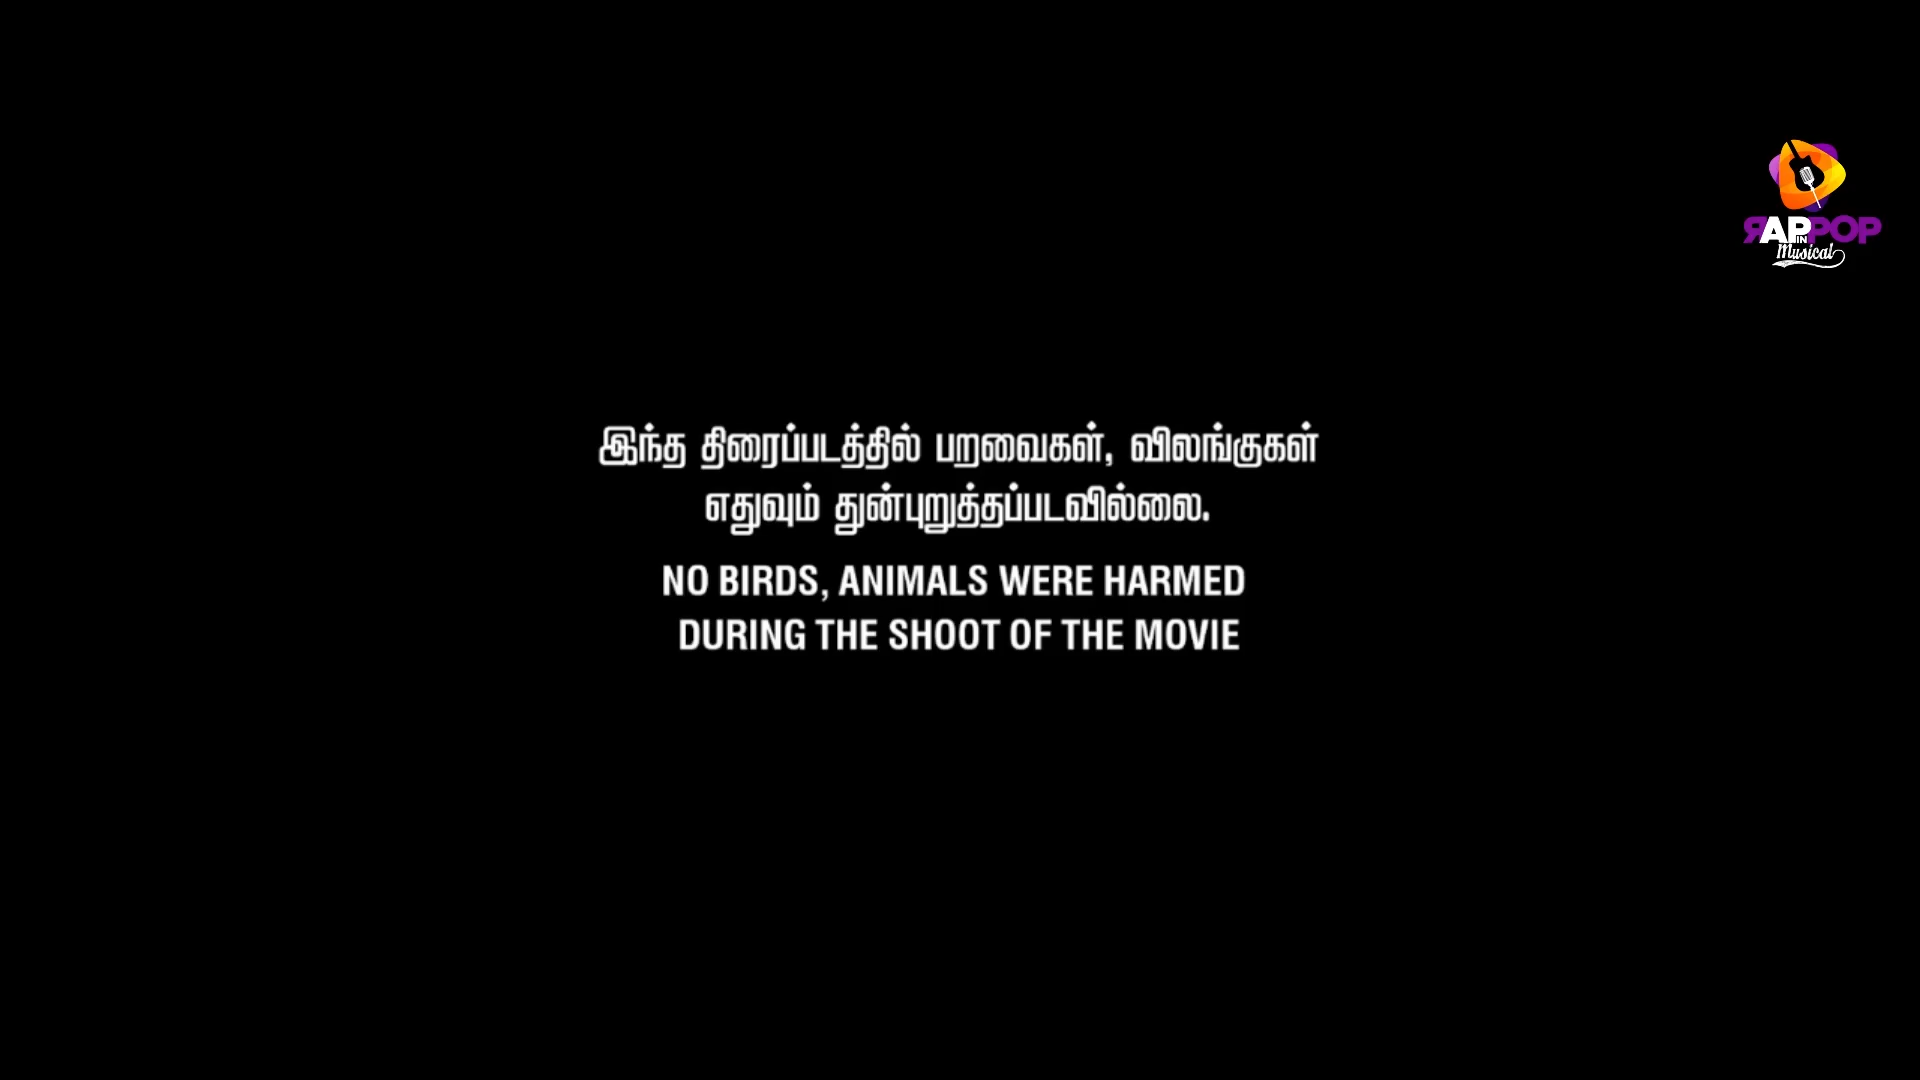 RAP IN POP
Musical
இந்த திரைப்படத்தில் பறவைகள், விலங்குகள்
எதுவும் துன்புறுத்தப்படவில்லை.
NO BIRDS, ANIMALS WERE HARMED
DURING THE SHOOT OF THE MOVIE